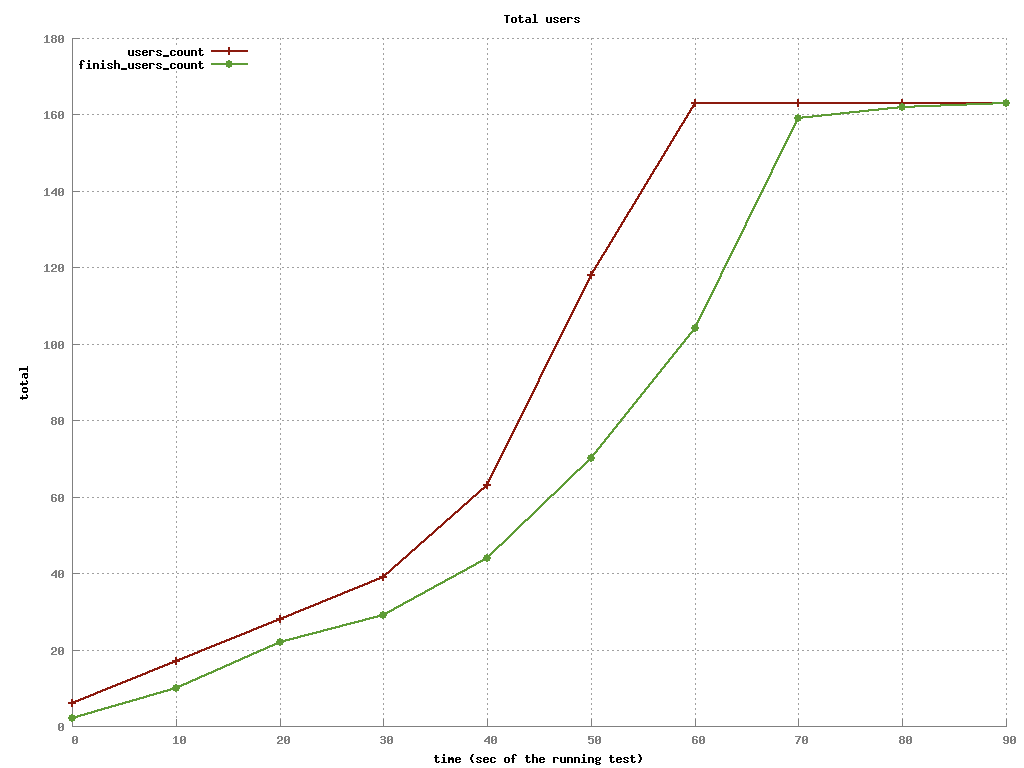 Total users
180
users_count
finish_users_count
160
140
120
100
total
80
60
40
20
0
0 10 20 30 40 50 60 70 80 90
time (sec of the running test)